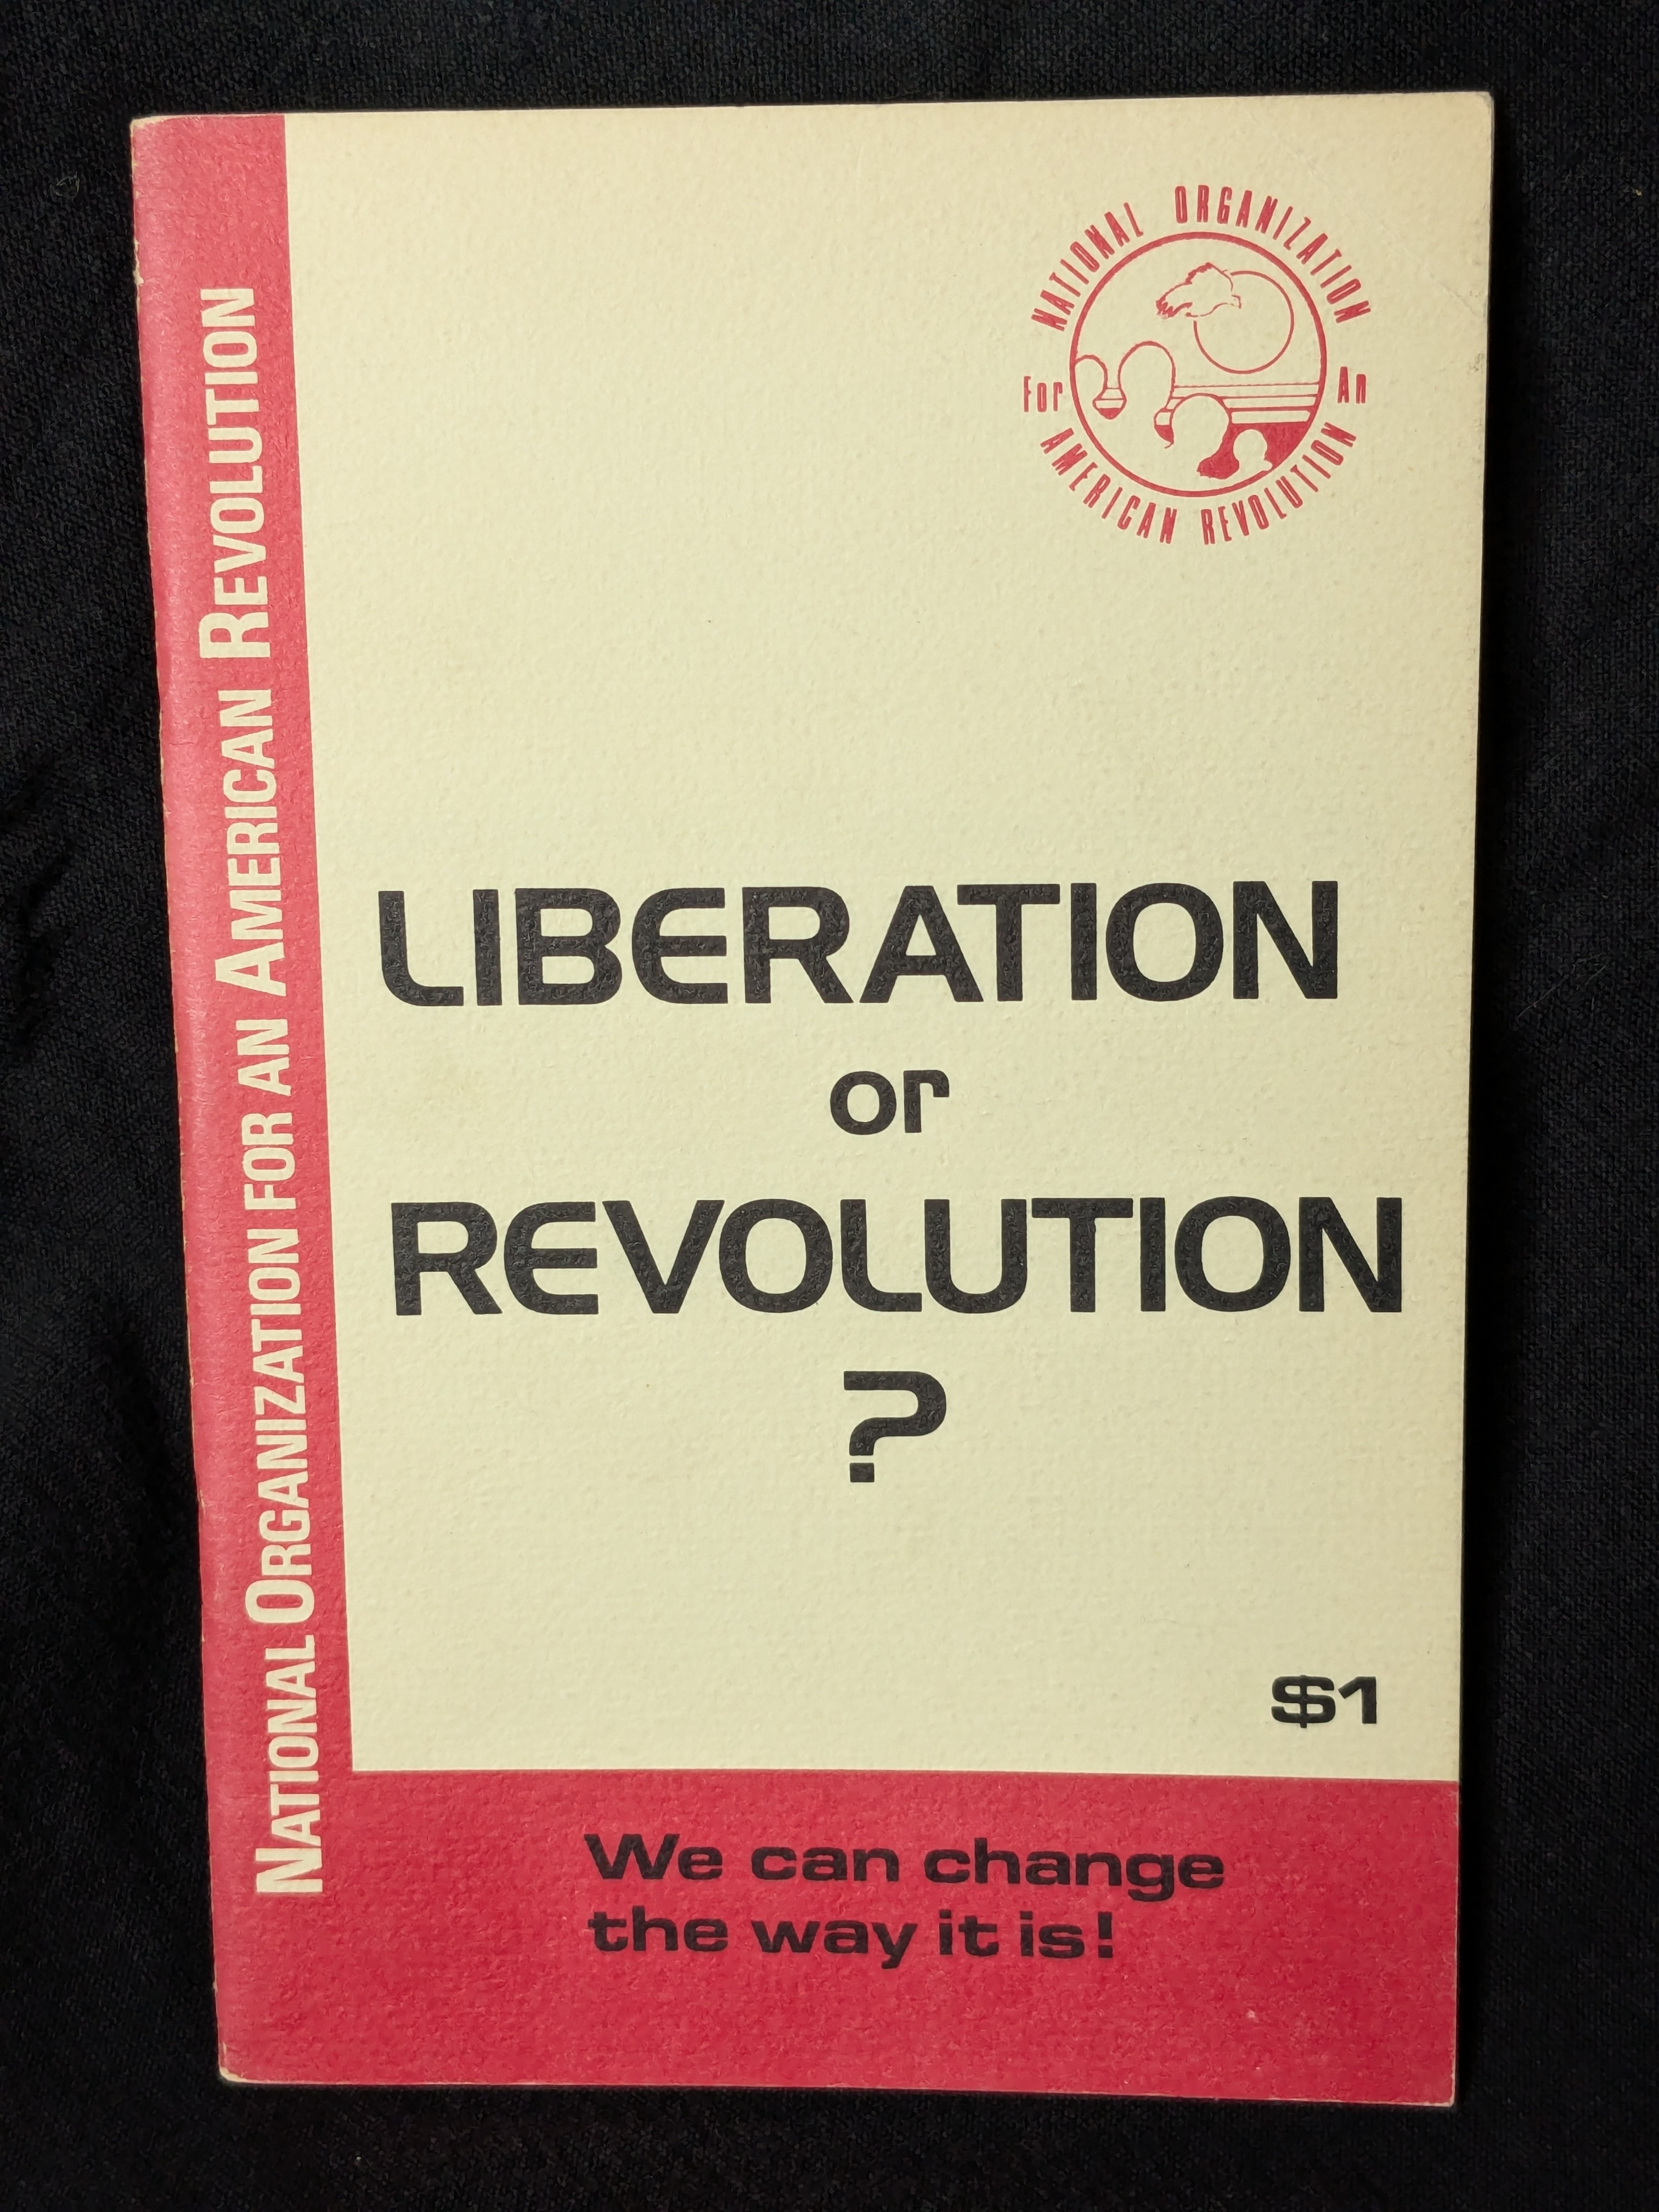 NATIONAL ORGANIZATION FOR AN AMERICAN REVOLUTION
NATIONAL ORGANIZATION
For An
AMERICAN REVOLUTION
LIBERATION
or
REVOLUTION
?
$1
We can change
the way it is!